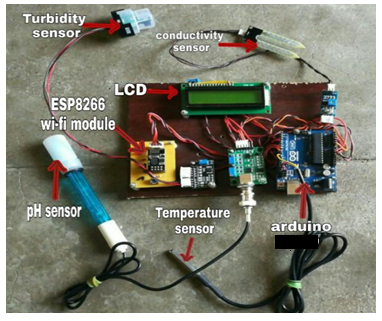 Turbidity
sensor
conductivity
sensor
LCD
ESP8266
wi-fi module
pH sensor
Temperature
sensor
arduino